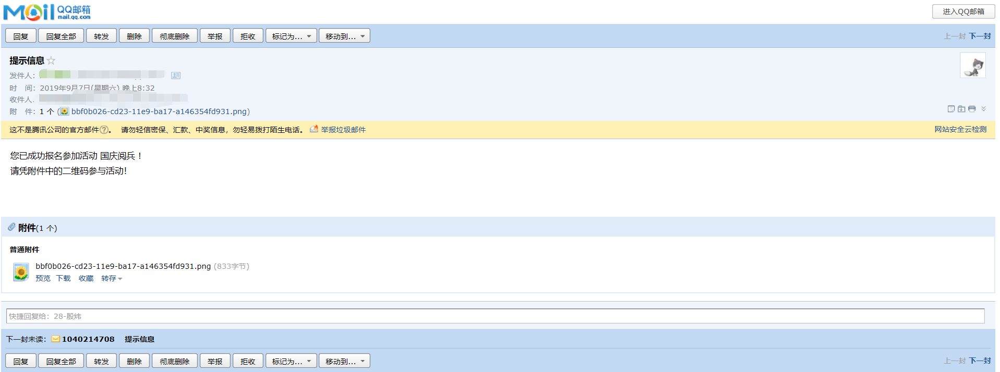 Mail QQ邮箱
mail.qq.com
进入QQ邮箱
回复 回复全部 转发 删除 彻底删除 举报 拒收 标记为... 移动到... 上一封 下一封
提示信息
发件人：
时 间：2019年9月7日(星期六) 晚上8:32
收件人
附 件：1 个 (bbf0b026-cd23-11e9-ba17-a146354fd931.png)
这不是腾讯公司的官方邮件?。 请勿轻信密保、汇款、中奖信息，勿轻易拨打陌生电话。 举报垃圾邮件 网站安全云检测
您已成功报名参加活动 国庆阅兵！
请凭附件中的二维码参与活动！
附件(1 个)
普通附件
bbf0b026-cd23-11e9-ba17-a146354fd931.png (833字节)
预览 下载 收藏 转存
快捷回复给：28-殷炜
下一封未读： 1040214708 提示信息
回复 回复全部 转发 删除 彻底删除 举报 拒收 标记为... 移动到... 上一封 下一封